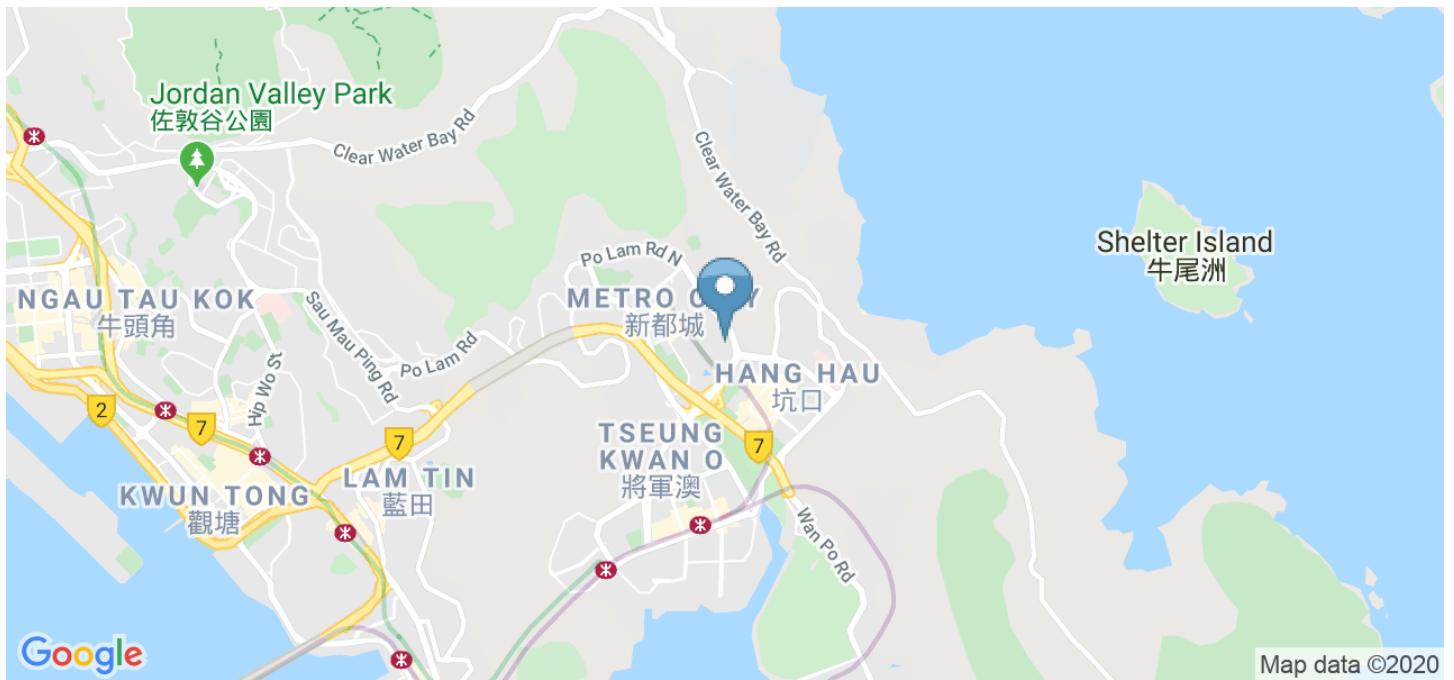 Jordan Valley Park
佐敦谷公園
Clear Water Bay Rd
Clear Water Bay Rd
Shelter Island
牛尾洲
Po Lam Rd N
NGAU TAU KOK
牛頭角
METRO C Y
新都城
Sau Mau Ping Rd
Po Lam Rd
Hip Wo St
HANG HAU
坑口
2
7
7
7
TSEUNG
KWAN O
將軍澳
LAM TIN
藍田
KWUN TONG
觀塘
Wan Po Rd
Google
Map data ©2020